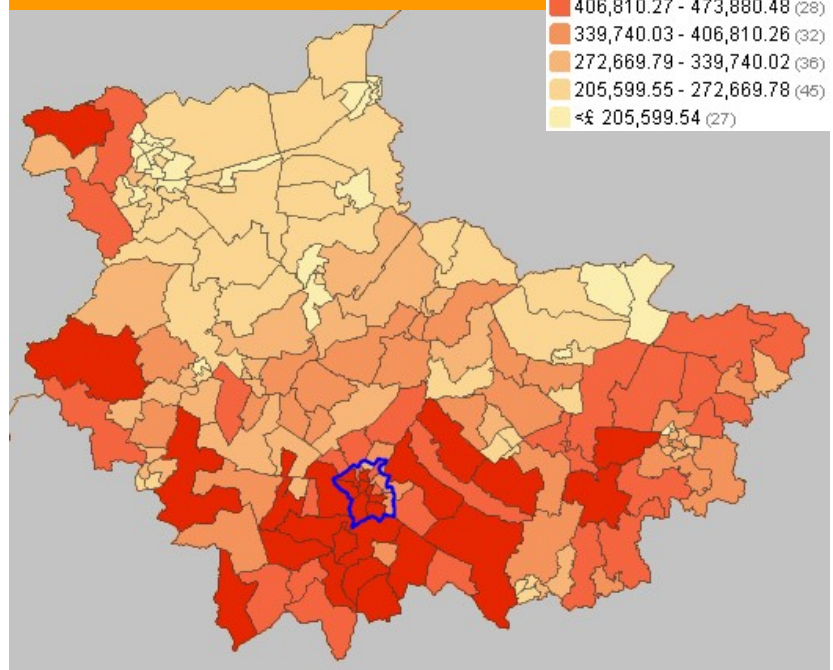 406,810.27 - 473,880.48 (28)
339,740.03 - 406,810.26 (32)
272,669.79 - 339,740.02 (36)
205,599.55 - 272,669.78 (45)
<£ 205,599.54 (27)